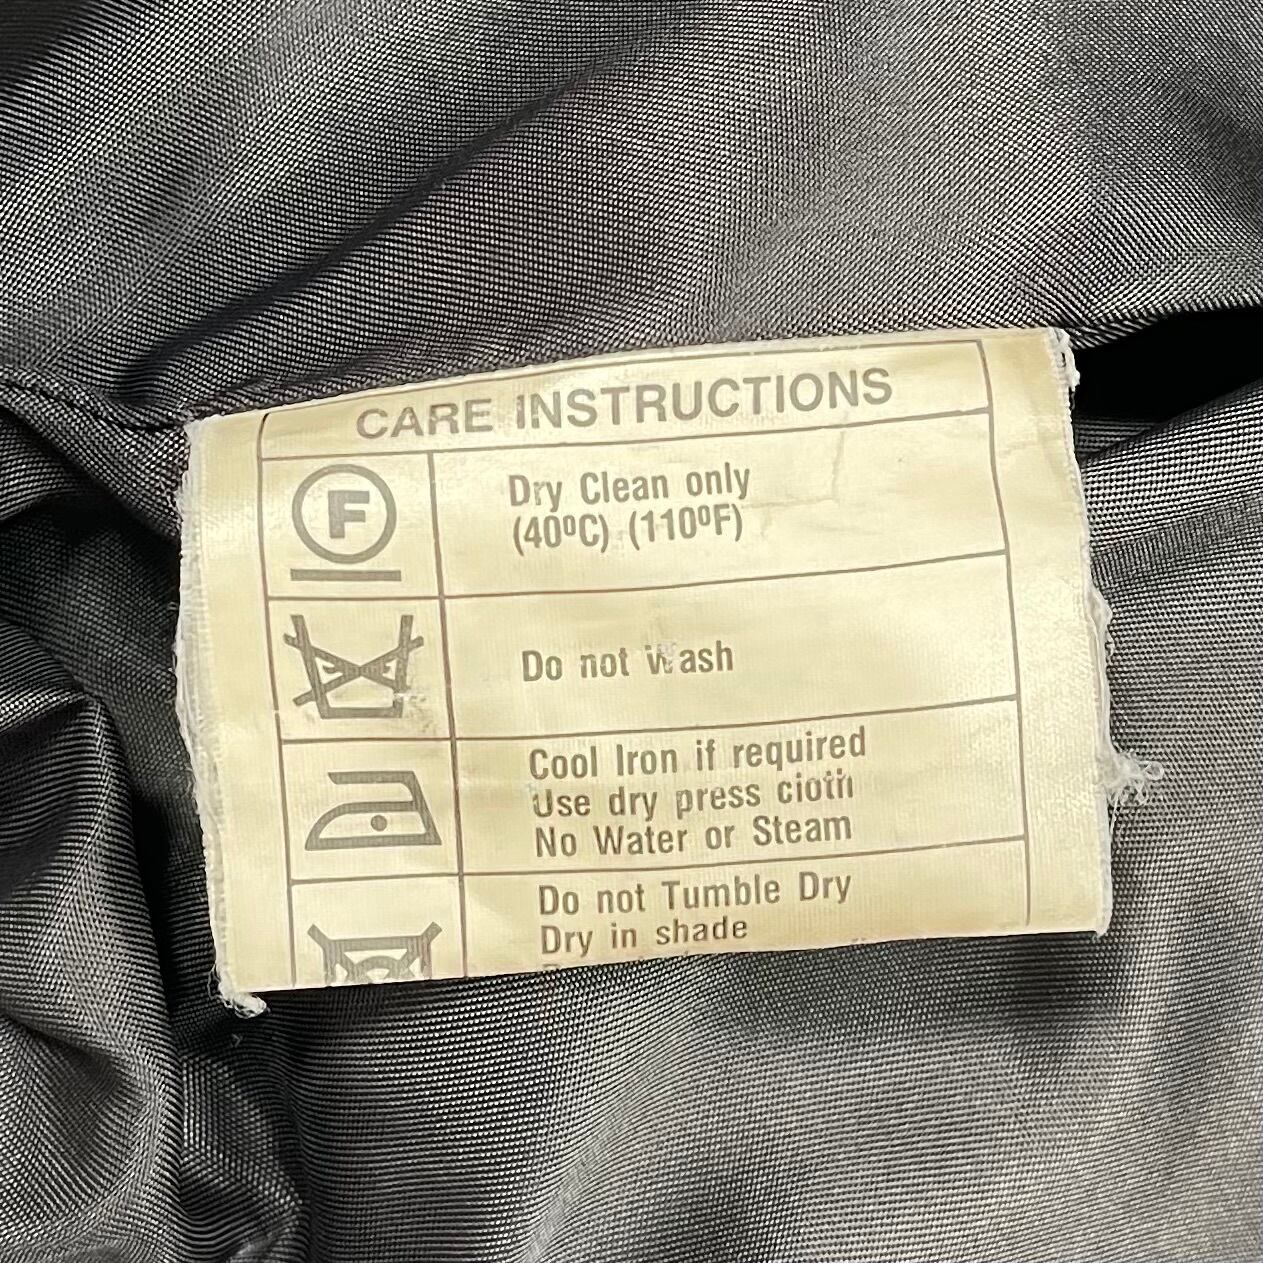 CARE INSTRUCTIONS
F
Dry Clean only
(40ºC) (110ºF)
Do not Wash
Cool Iron if required
Use dry press cloth
No Water or Steam
Do not Tumble Dry
Dry in shade